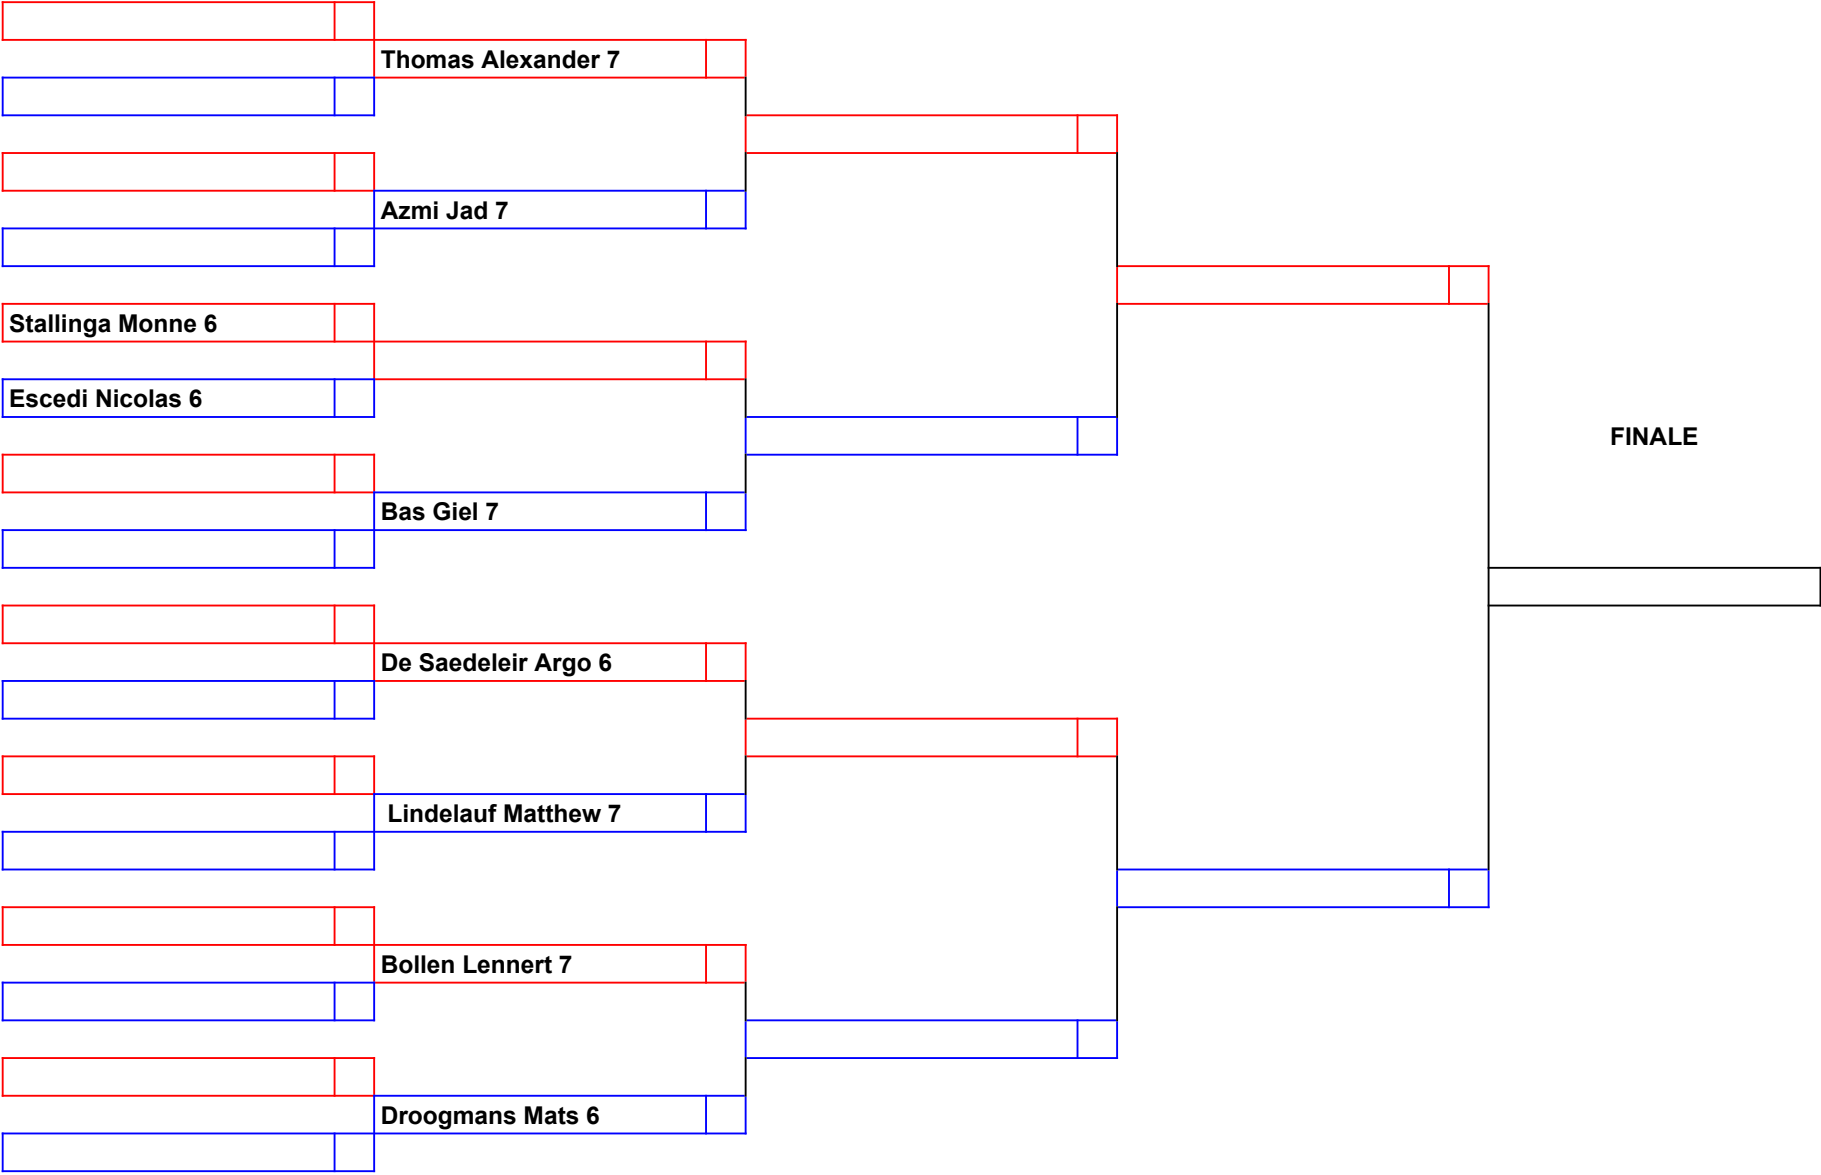 Thomas Alexander 7
Azmi Jad 7
Stallinga Monne 6
Escedi Nicolas 6
FINALE
Bas Giel 7
De Saedeleir Argo 6
Lindelauf Matthew 7
Bollen Lennert 7
Droogmans Mats 6